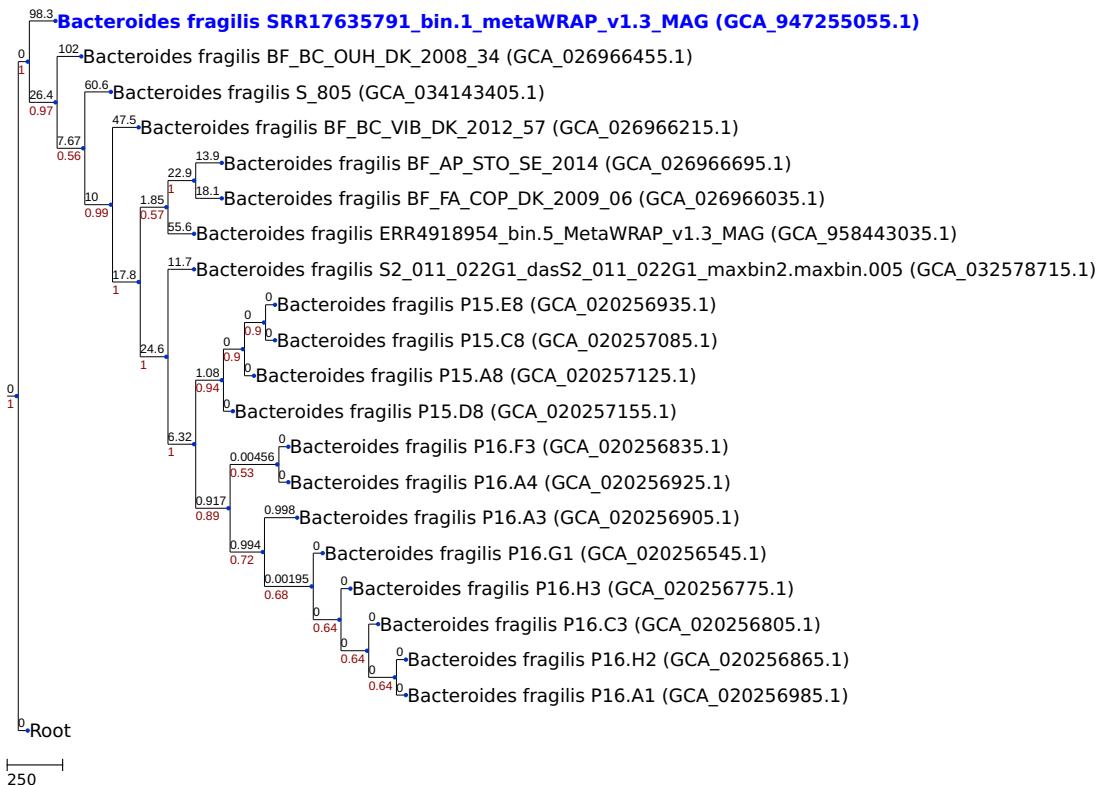 98.3
Bacteroides fragilis SRR17635791_bin.1_metaWRAP_v1.3_MAG (GCA_947255055.1)
0
1
102
Bacteroides fragilis BF_BC_OUH_DK_2008_34 (GCA_026966455.1)
26.4
0.97
60.6
Bacteroides fragilis S_805 (GCA_034143405.1)
47.5
Bacteroides fragilis BF_BC_VIB_DK_2012_57 (GCA_026966215.1)
7.67
0.56
13.9
Bacteroides fragilis BF_AP_STO_SE_2014 (GCA_026966695.1)
22.9
1
18.1
Bacteroides fragilis BF_FA_COP_DK_2009_06 (GCA_026966035.1)
10
0.99
1.85
0.57
55.6
Bacteroides fragilis ERR4918954_bin.5_MetaWRAP_v1.3_MAG (GCA_958443035.1)
11.7
Bacteroides fragilis S2_011_022G1_dasS2_011_022G1_maxbin2.maxbin.005 (GCA_032578715.1)
17.8
1
0
Bacteroides fragilis P15.E8 (GCA_020256935.1)
0
0.9
0
Bacteroides fragilis P15.C8 (GCA_020257085.1)
0
0.9
24.6
1
0
Bacteroides fragilis P15.A8 (GCA_020257125.1)
1.08
0.94
0
1
0
Bacteroides fragilis P15.D8 (GCA_020257155.1)
6.32
1
0
Bacteroides fragilis P16.F3 (GCA_020256835.1)
0.00456
0.53
0
Bacteroides fragilis P16.A4 (GCA_020256925.1)
0.917
0.89
0.998
Bacteroides fragilis P16.A3 (GCA_020256905.1)
0.994
0.72
0
Bacteroides fragilis P16.G1 (GCA_020256545.1)
0.00195
0.68
0
Bacteroides fragilis P16.H3 (GCA_020256775.1)
0
0.64
0
Bacteroides fragilis P16.C3 (GCA_020256805.1)
0
0.64
0
Bacteroides fragilis P16.H2 (GCA_020256865.1)
0
0.64
0
Bacteroides fragilis P16.A1 (GCA_020256985.1)
0
Root
250